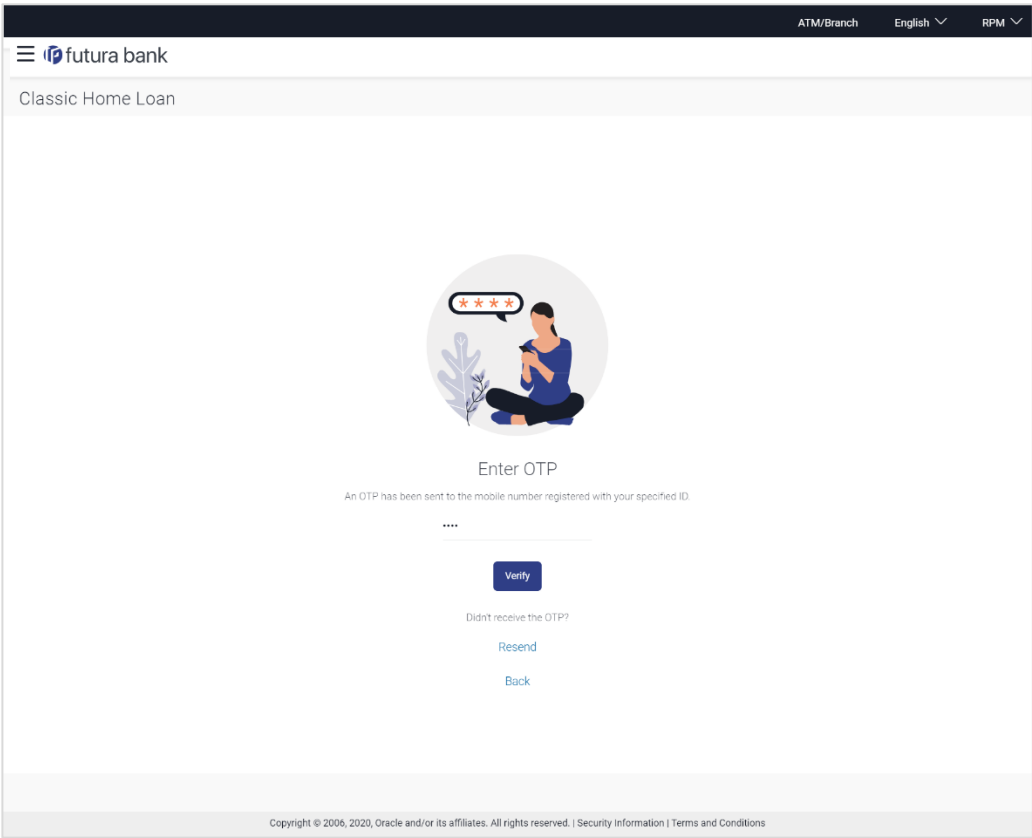 ATM/Branch English RPM
futura bank
Classic Home Loan
****
Enter OTP
An OTP has been sent to the mobile number registered with your specified ID.
••••
Verify
Didn't receive the OTP?
Resend
Back
Copyright © 2006, 2020, Oracle and/or its affiliates. All rights reserved. | Security Information | Terms and Conditions